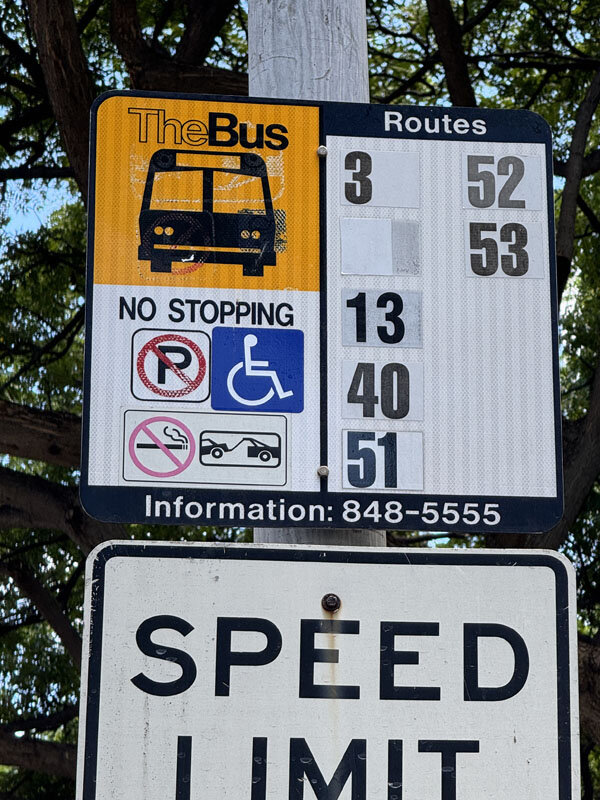 TheBus
Routes
3
52
53
NO STOPPING
13
P
40
51
Information: 848-5555
SPEED
LIMIT